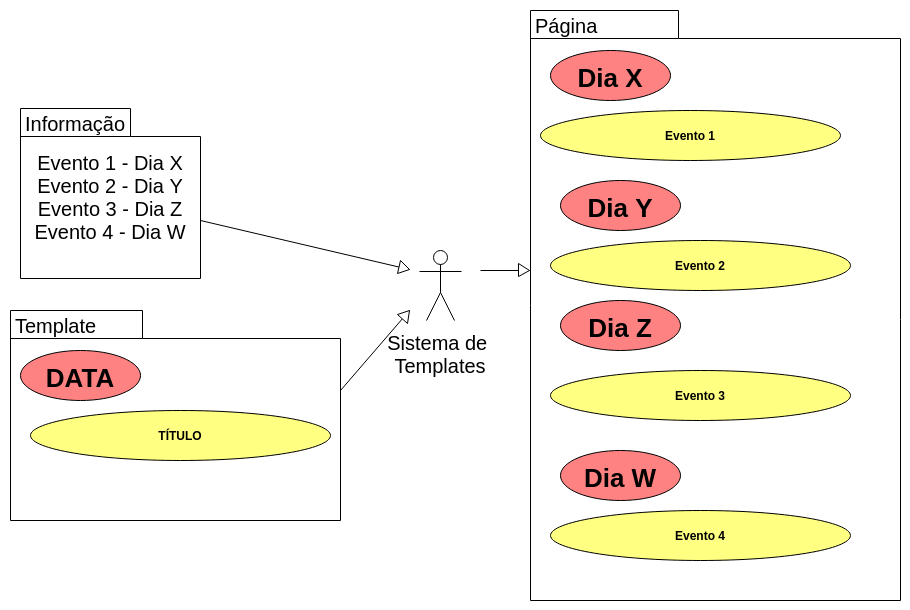 Informação
Evento 1 - Dia X
Evento 2 - Dia Y
Evento 3 - Dia Z
Evento 4 - Dia W
Template
DATA
TÍTULO
Sistema de
Templates
Página
Dia X
Evento 1
Dia Y
Evento 2
Dia Z
Evento 3
Dia W
Evento 4